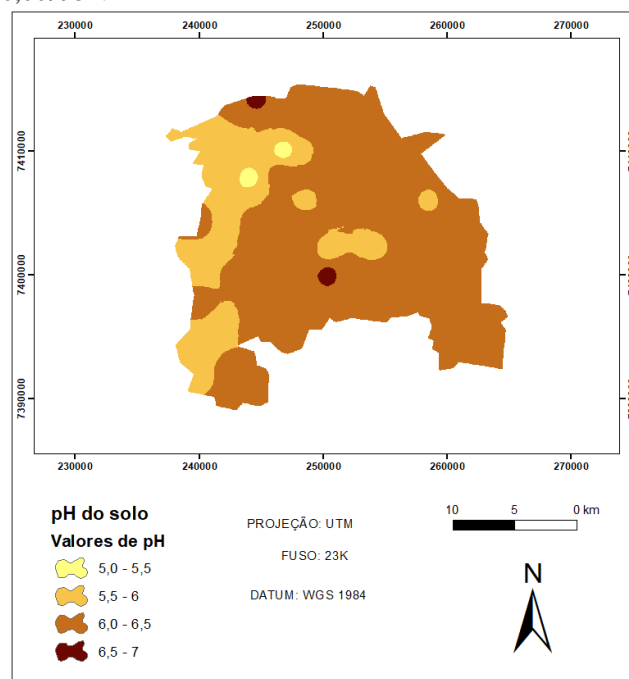 230000 240000 250000 260000 270000
7410000
7400000
7390000
230000 240000 250000 260000 270000
pH do solo
Valores de pH
5,0 - 5,5
5,5 - 6
6,0 - 6,5
6,5 - 7
PROJEÇÃO: UTM
FUSO: 23K
DATUM: WGS 1984
10 5 0 km
N